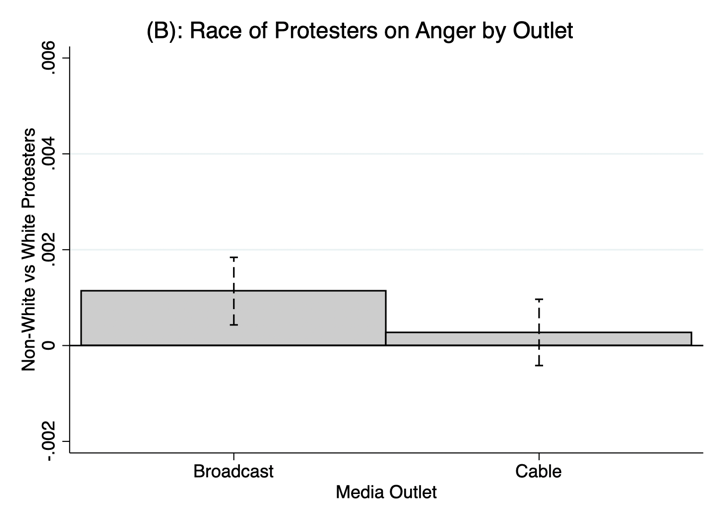 (B): Race of Protesters on Anger by Outlet
Non-White vs White Protesters
.006
.004
.002
0
-.002
Broadcast
Cable
Media Outlet